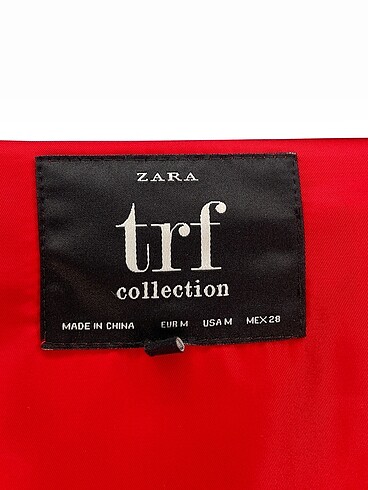 ZARA
trf
collection
MADE IN CHINA EUR M USA M MEX 28